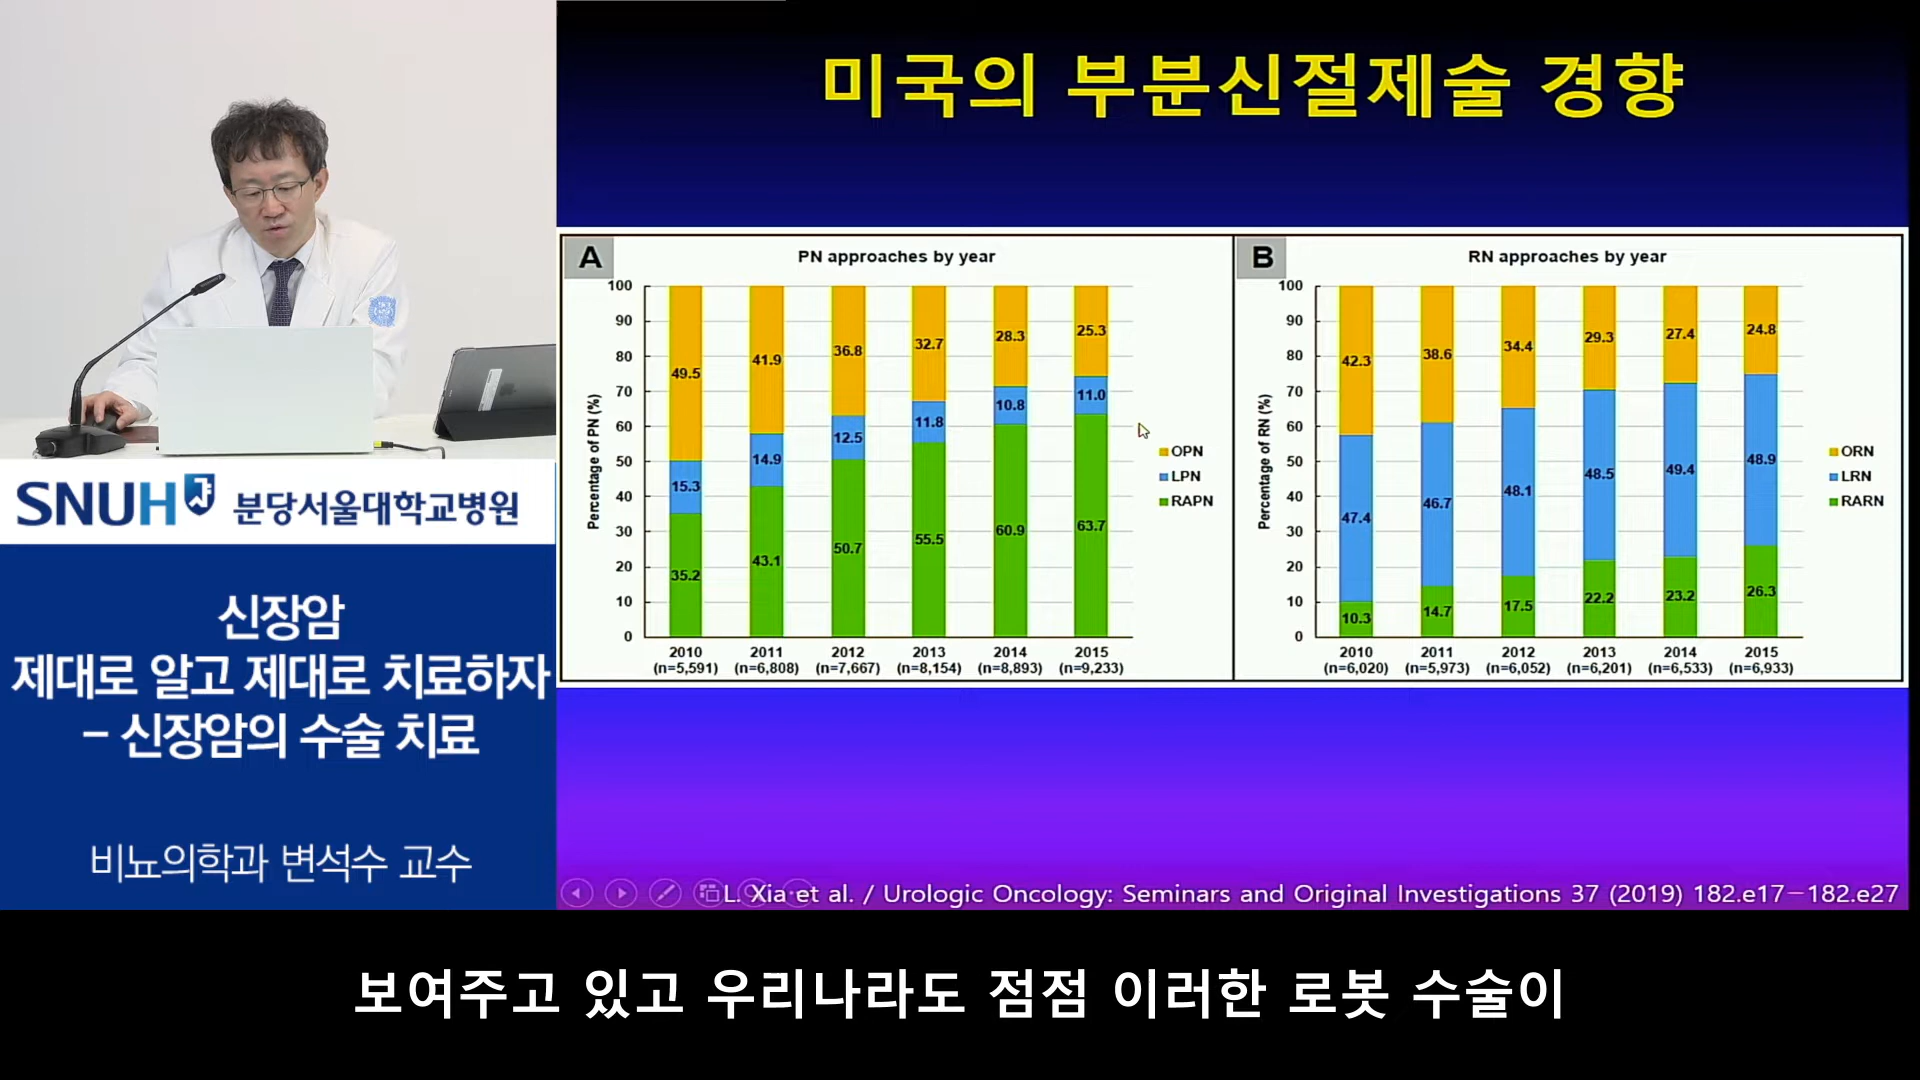 미국의 부분신절제술 경향
A
PN approaches by year
Percentage of PN (%)
100
90
80
70
60
50
40
30
20
10
0
49.5
41.9
36.8
32.7
28.3
25.3
15.3
14.9
12.5
11.8
10.8
11.0
35.2
43.1
50.7
55.5
60.9
63.7
2010 2011 2012 2013 2014 2015
(n=5,591) (n=6,808) (n=7,667) (n=8,154) (n=8,893) (n=9,233)
OPN
LPN
RAPN
B
RN approaches by year
Percentage of RN (%)
100
90
80
70
60
50
40
30
20
10
0
42.3
38.6
34.4
29.3
27.4
24.8
47.4
46.7
48.1
48.5
49.4
48.9
10.3
14.7
17.5
22.2
23.2
26.3
2010 2011 2012 2013 2014 2015
(n=6,020) (n=5,973) (n=6,052) (n=6,201) (n=6,533) (n=6,933)
ORN
LRN
RARN
L. Xia et al. / Urologic Oncology: Seminars and Original Investigations 37 (2019) 182.e17−182.e27
SNUH 분당서울대학교병원
신장암
제대로 알고 제대로 치료하자
– 신장암의 수술 치료
비뇨의학과 변석수 교수
보여주고 있고 우리나라도 점점 이러한 로봇 수술이